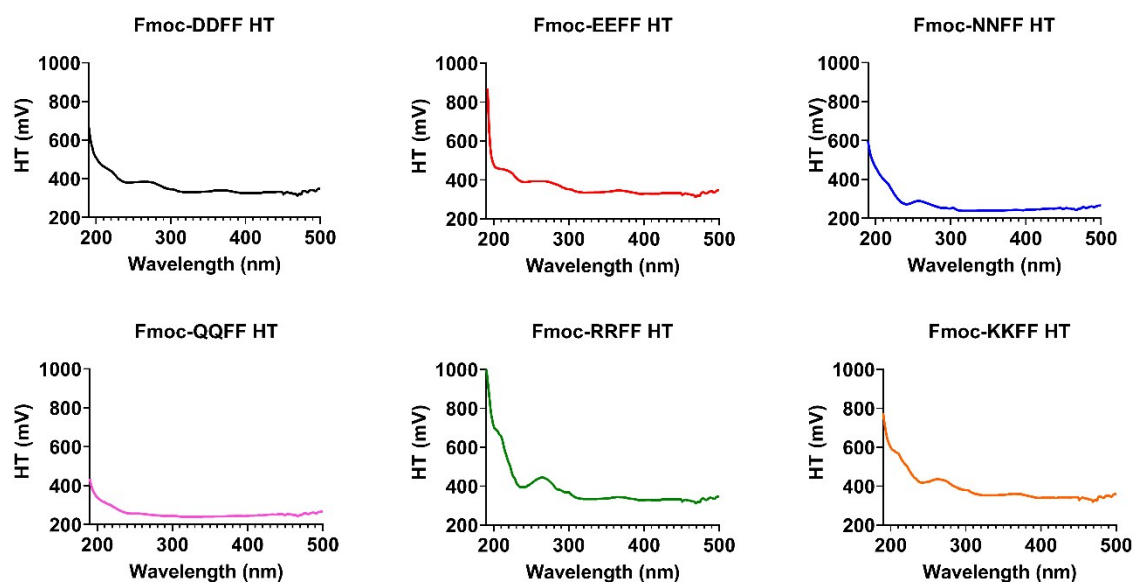 Fmoc-DDFF HT
1000
800
600
400
200
HT (mV)
200 300 400 500
Wavelength (nm)
Fmoc-EEFF HT
1000
800
600
400
200
HT (mV)
200 300 400 500
Wavelength (nm)
Fmoc-NNFF HT
1000
800
600
400
200
HT (mV)
200 300 400 500
Wavelength (nm)
Fmoc-QQFF HT
1000
800
600
400
200
HT (mV)
200 300 400 500
Wavelength (nm)
Fmoc-RRFF HT
1000
800
600
400
200
HT (mV)
200 300 400 500
Wavelength (nm)
Fmoc-KKFF HT
1000
800
600
400
200
HT (mV)
200 300 400 500
Wavelength (nm)